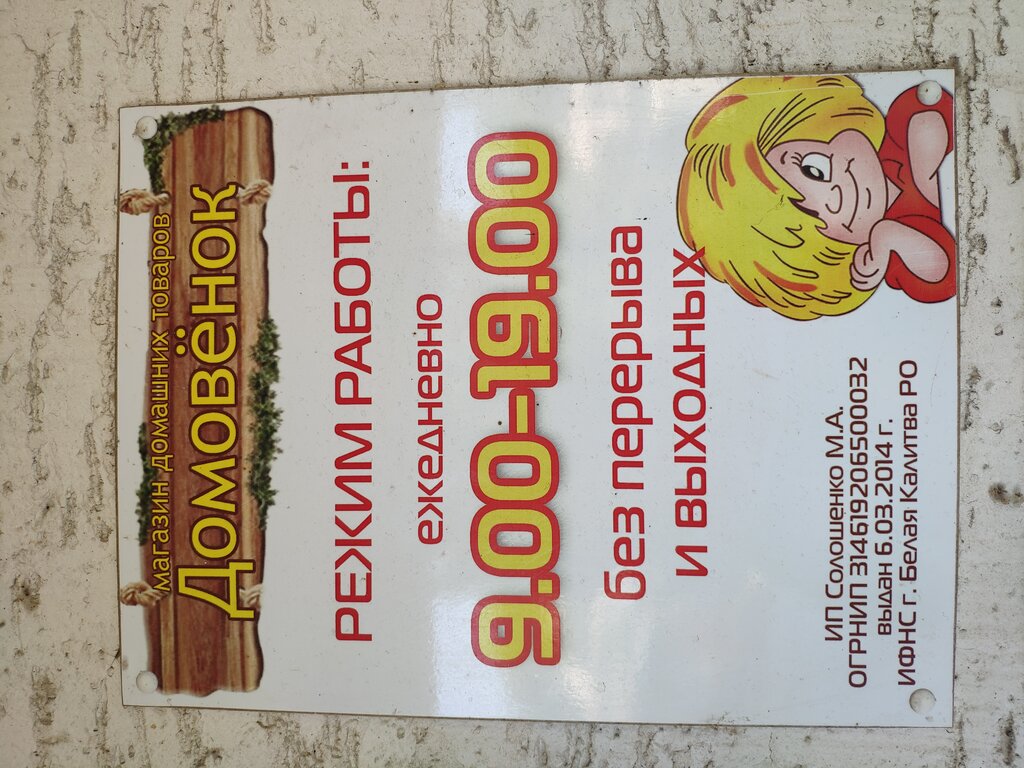 магазин домашних товаров
Домовёнок
РЕЖИМ РАБОТЫ:
ежедневно
9.00-19.00
без перерыва
и выходных
ИП Солошенко М.А.
ОГРНИП 314619206500032
выдан 6.03.2014 г.
ИФНС г. Белая Калитва РО